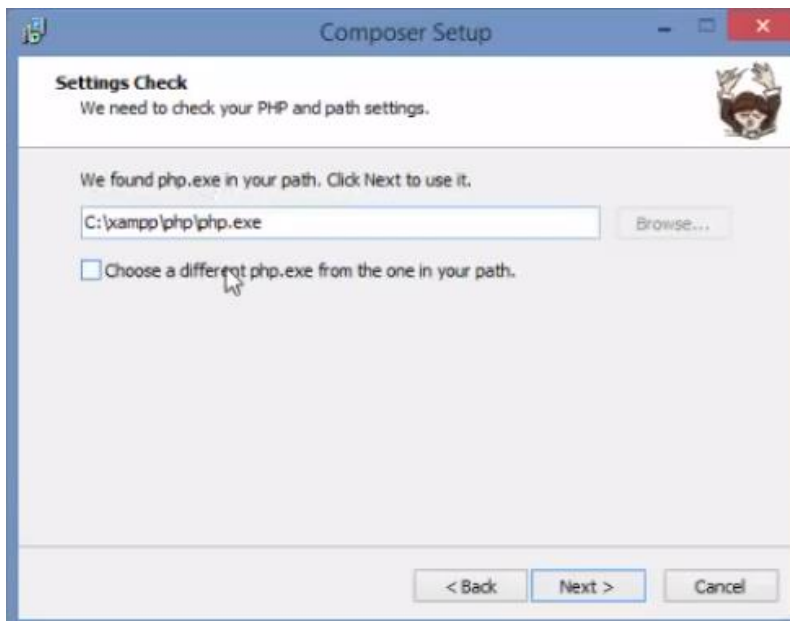 Composer Setup
Settings Check
We need to check your PHP and path settings.
We found php.exe in your path. Click Next to use it.
C:\xampp\php\php.exe
Browse...
Choose a different php.exe from the one in your path.
< Back
Next >
Cancel